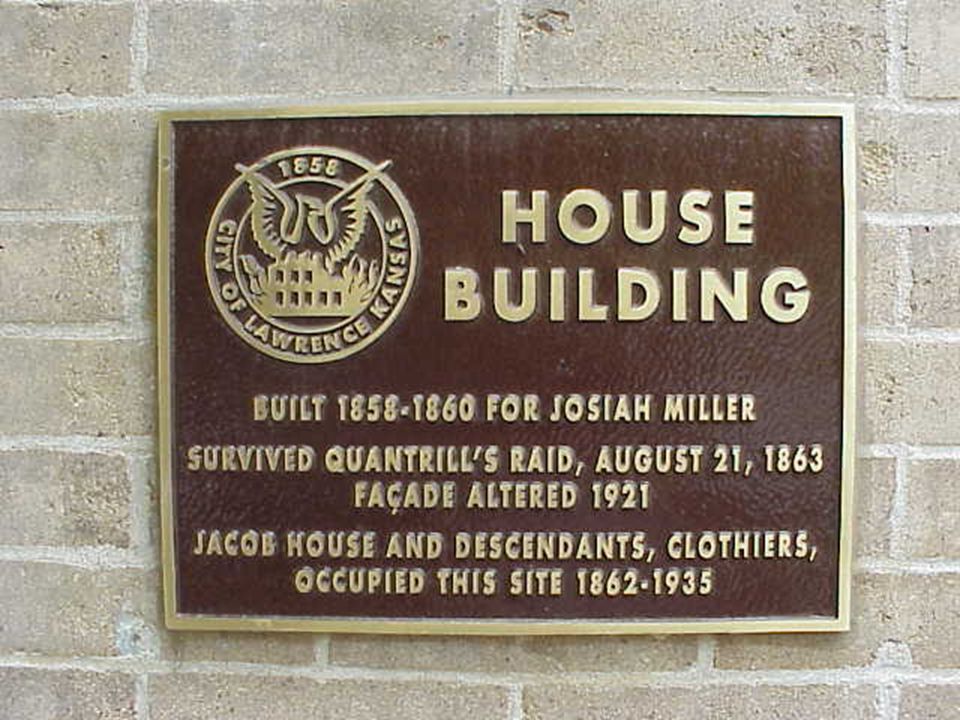 1858
CITY OF LAWRENCE KANSAS
HOUSE
BUILDING
BUILT 1858-1860 FOR JOSIAH MILLER
SURVIVED QUANTRILL'S RAID, AUGUST 21, 1863
FAÇADE ALTERED 1921
JACOB HOUSE AND DESCENDANTS, CLOTHIERS,
OCCUPIED THIS SITE 1862-1935